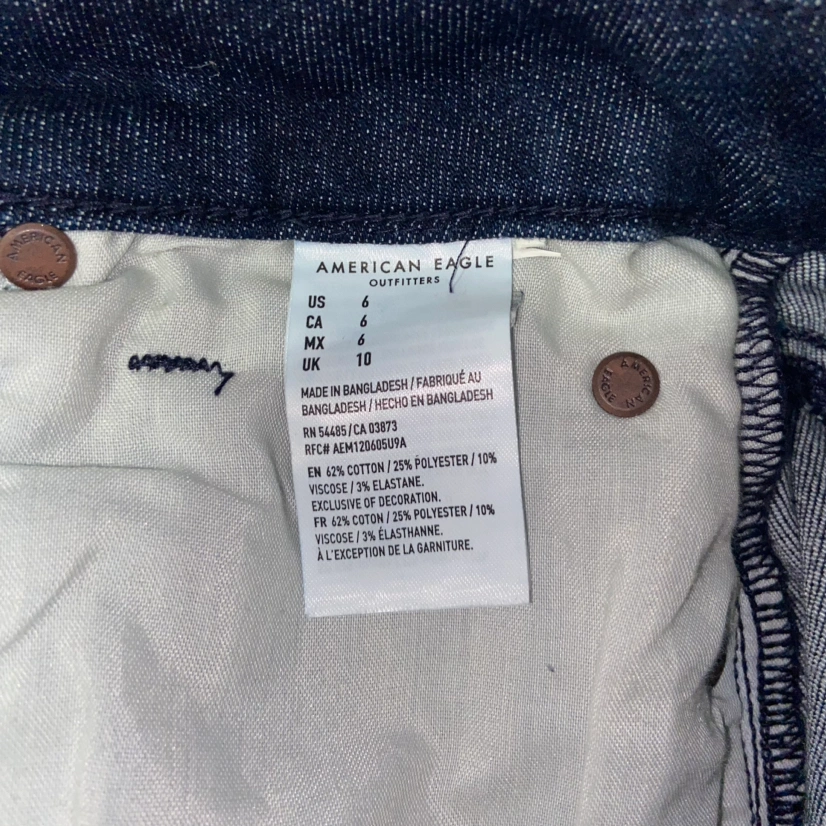 AMERICAN EAGLE
OUTFITTERS
US 6
CA 6
MX 6
UK 10
MADE IN BANGLADESH / FABRIQUÉ AU
BANGLADESH / HECHO EN BANGLADESH
RN 54485 / CA 03873
RFC# AEM120605U9A
EN 62% COTTON / 25% POLYESTER / 10%
VISCOSE / 3% ELASTANE.
EXCLUSIVE OF DECORATION.
FR 62% COTON / 25% POLYESTER / 10%
VISCOSE / 3% ÉLASTHANNE.
À L'EXCEPTION DE LA GARNITURE.
AMERICAN
EAGLE
AMERICAN
EAGLE